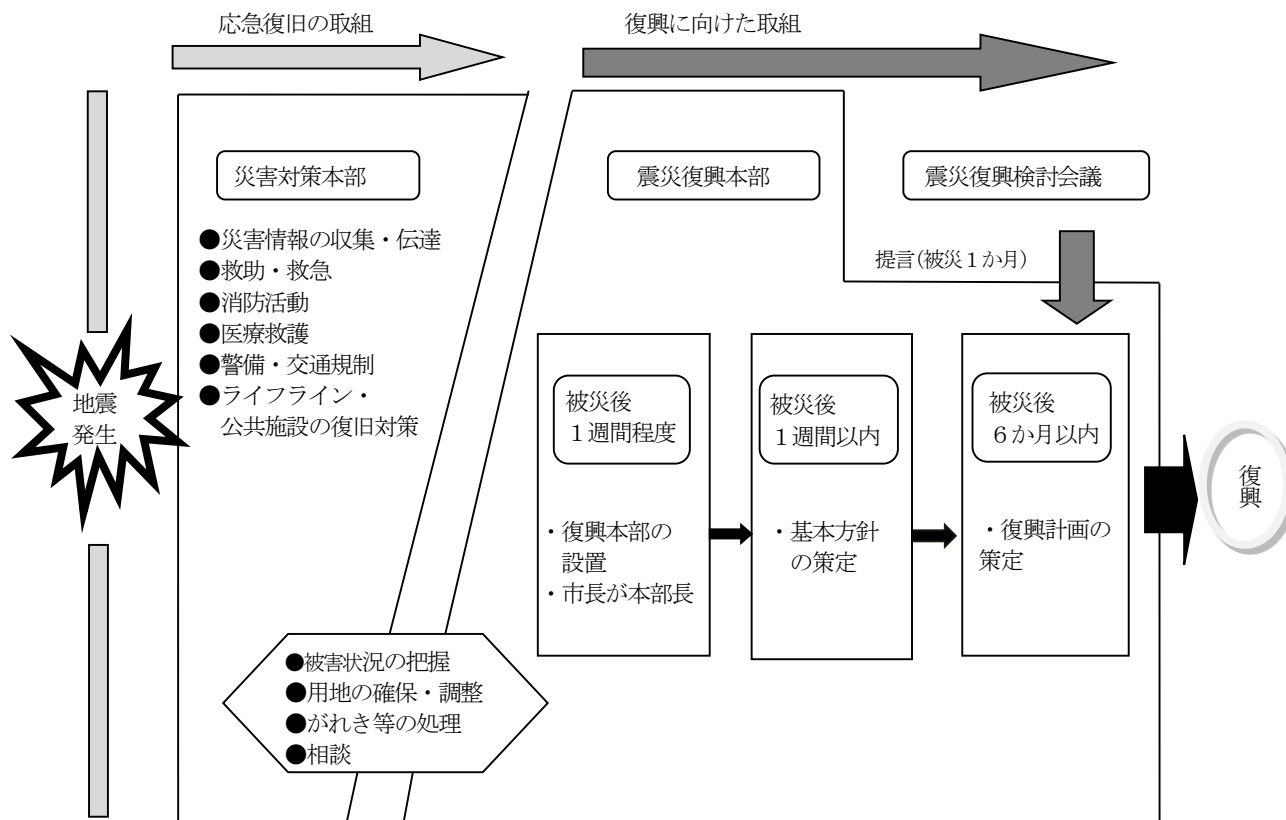 応急復旧の取組
復興に向けた取組
災害対策本部
震災復興本部
震災復興検討会議
●災害情報の収集・伝達
●救助・救急
●消防活動
●医療救護
●警備・交通規制
●ライフライン・
公共施設の復旧対策
提言(被災１か月)
地震
発生
被災後
１週間程度
・復興本部の
設置
・市長が本部長
被災後
１週間以内
・基本方針
の策定
被災後
６か月以内
・復興計画の
策定
復
興
●被害状況の把握
●用地の確保・調整
●がれき等の処理
●相談